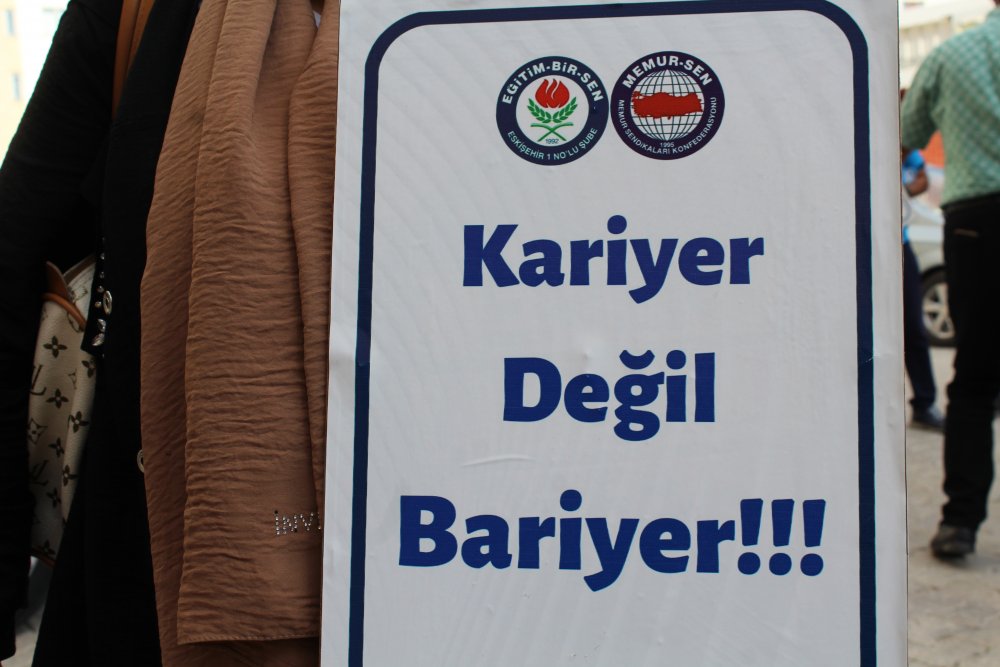 EĞİTİM-BİR-SEN
1992
ESKİŞEHİR 1 NO'LU ŞUBE
MEMUR-SEN
1995
MEMUR SENDİKALARI KONFEDERASYONU
Kariyer
Değil
Bariyer!!!